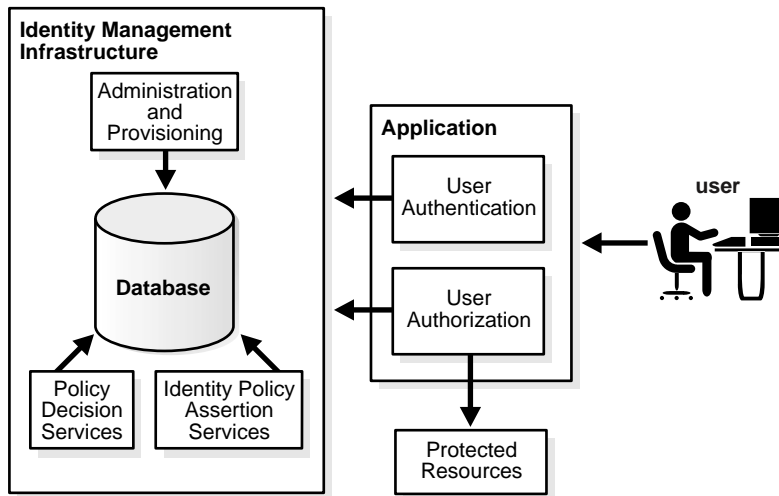 Identity Management
Infrastructure
Administration
and
Provisioning
Database
Policy
Decision
Services
Identity Policy
Assertion
Services
Application
User
Authentication
User
Authorization
Protected
Resources
user